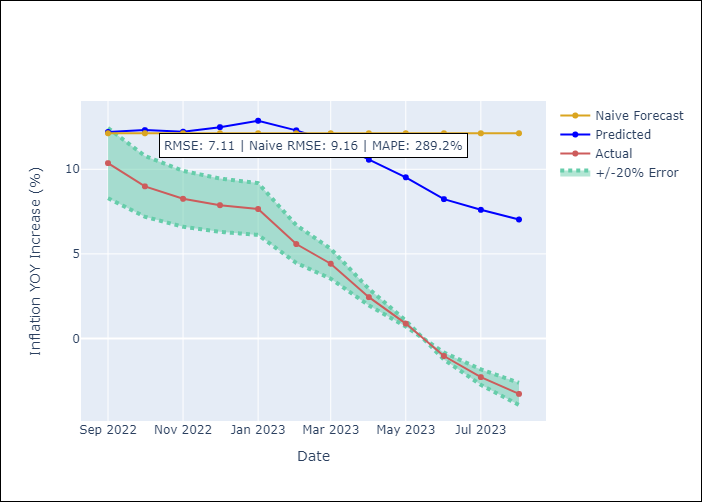 Naive Forecast
Predicted
Actual
+/-20% Error
RMSE: 7.11 | Naive RMSE: 9.16 | MAPE: 289.2%
10
5
0
Inflation YOY Increase (%)
Sep 2022 Nov 2022 Jan 2023 Mar 2023 May 2023 Jul 2023
Date